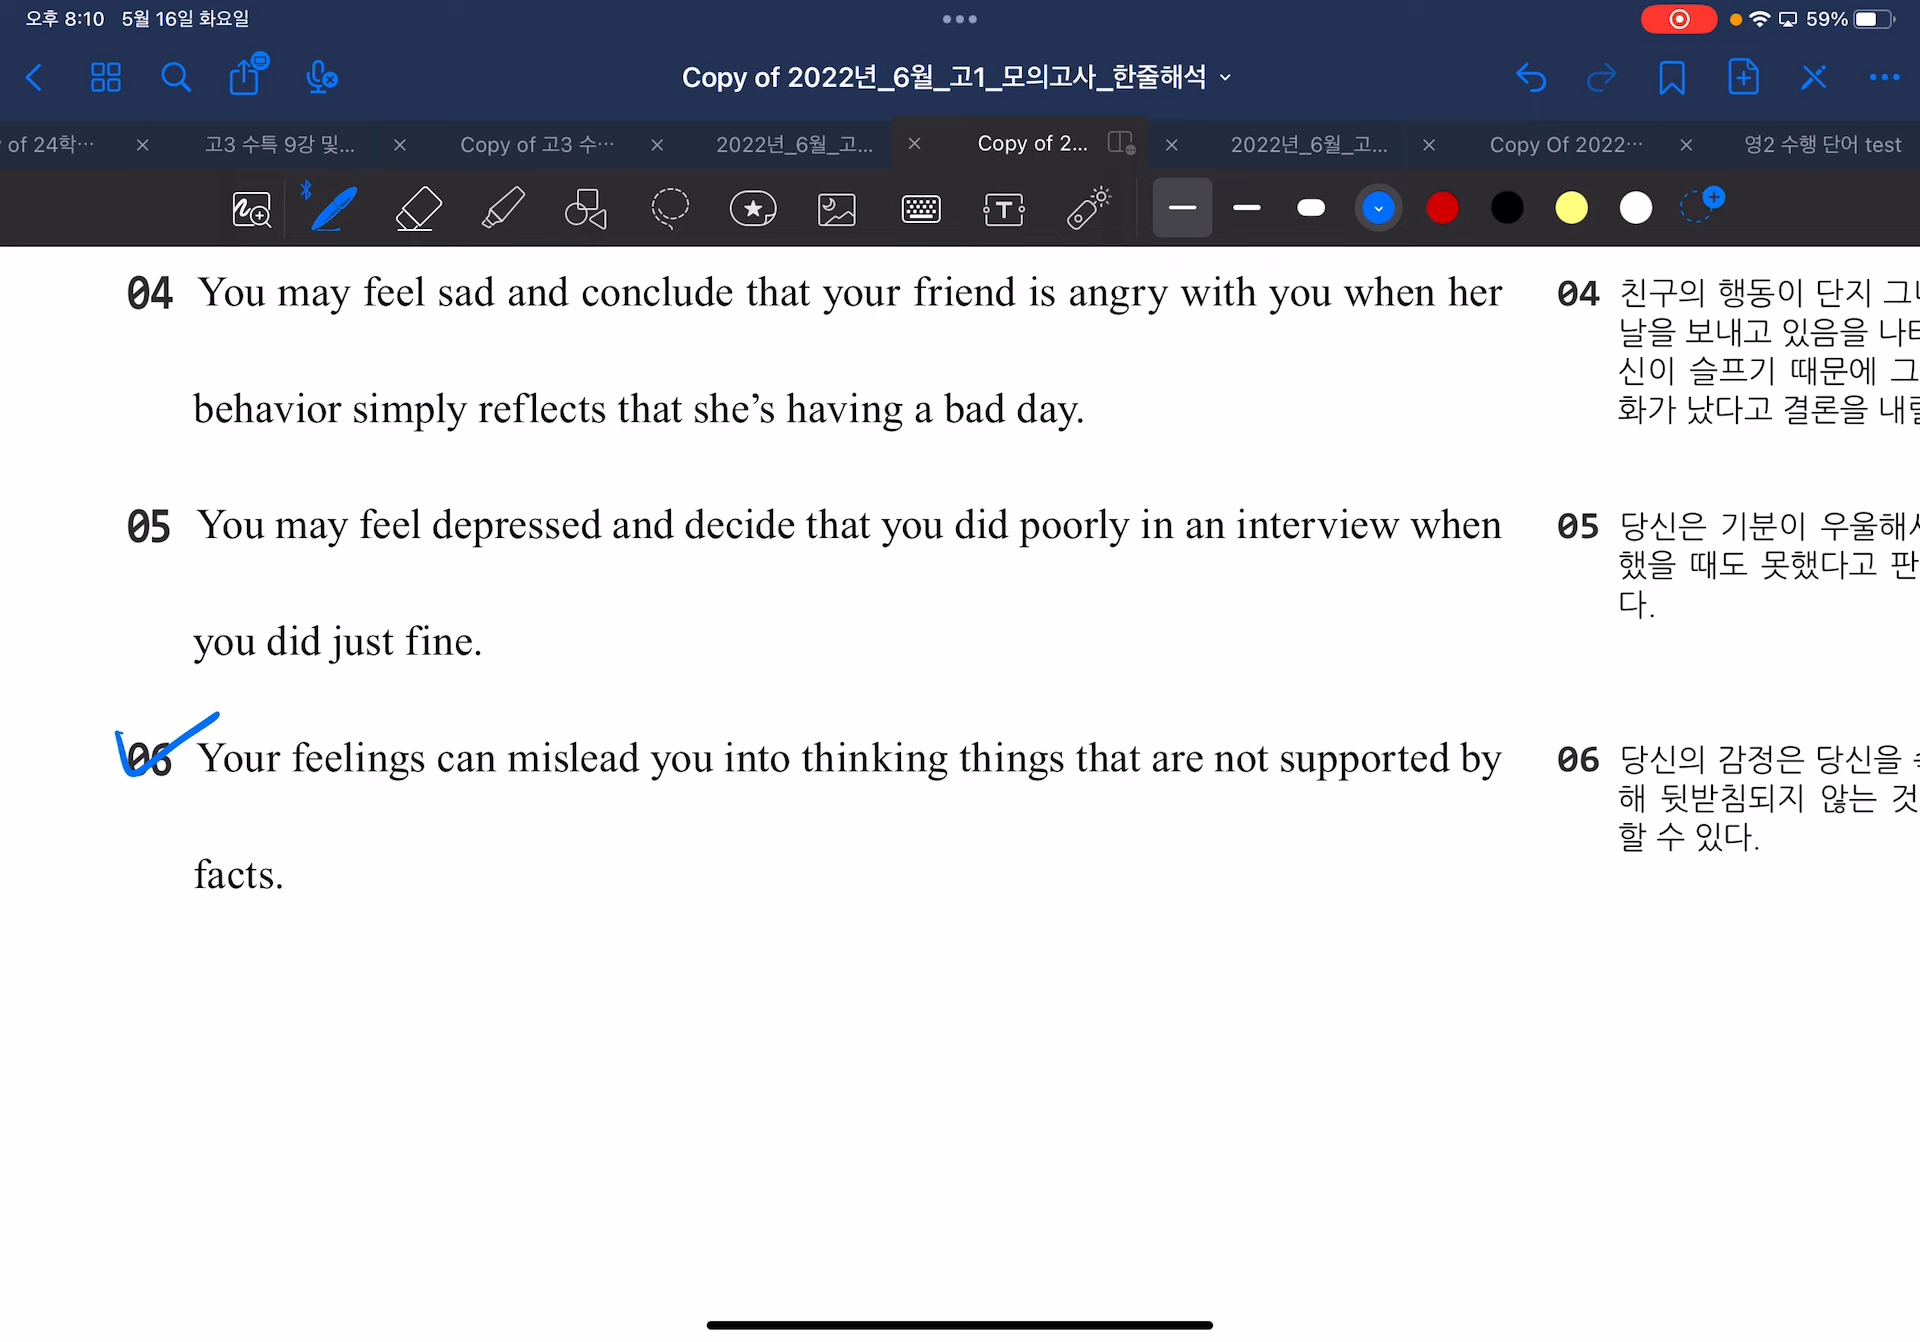 오후 8:10 5월 16일 화요일
59%
Copy of 2022년_6월_고1_모의고사_한줄해석
of 24학···
고3 수특 9강 및...
Copy of 고3 수···
2022년_6월_고...
Copy of 2...
2022년_6월_고...
Copy Of 2022···
영2 수행 단어 test
04 You may feel sad and conclude that your friend is angry with you when her
behavior simply reflects that she's having a bad day.
04 친구의 행동이 단지
날을 보내고 있음을
신이 슬프기 때문에 그
화가 났다고 결론을
05 You may feel depressed and decide that you did poorly in an interview when
you did just fine.
05 당신은 기분이
했을 때도 못했다고 판
다.
06 Your feelings can mislead you into thinking things that are not supported by
facts.
06 당신의 감정은 당신을
해 뒷받침되지 않는 것
할 수 있다.